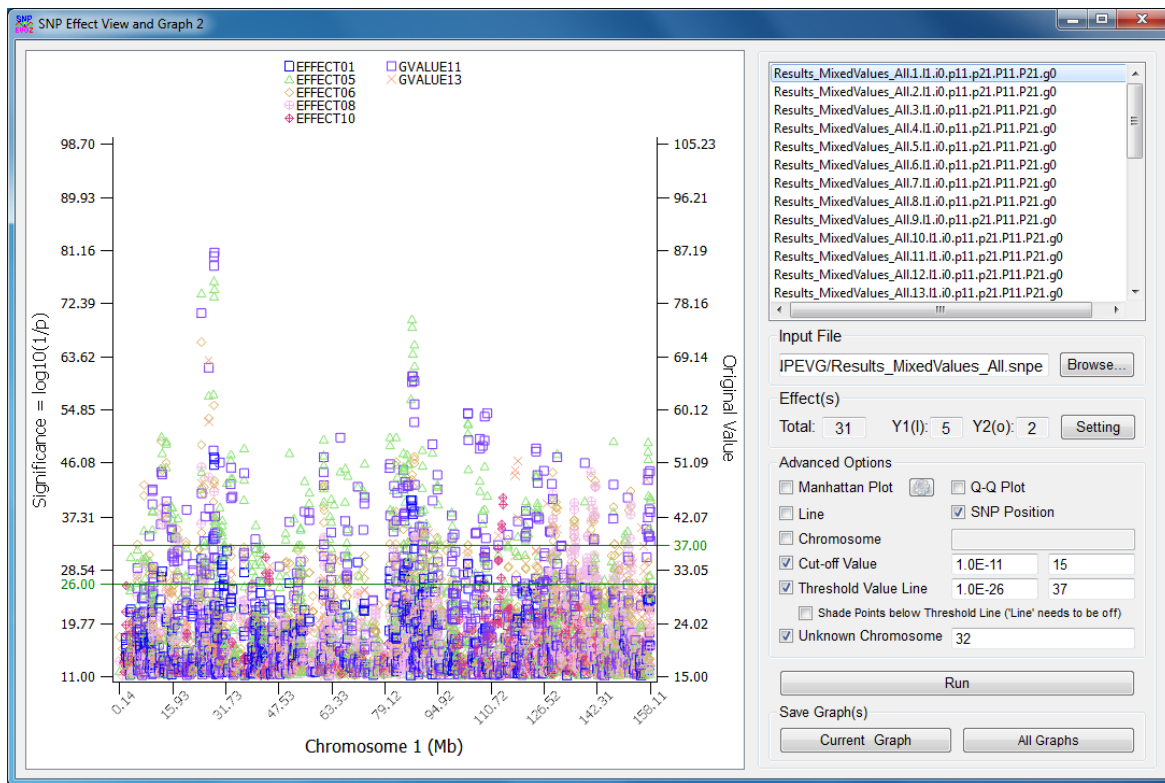 SNP Effect View and Graph 2
EFFECT01 GVALUE11
EFFECT05 GVALUE13
EFFECT06
EFFECT08
EFFECT10
98.70
89.93
81.16
72.39
63.62
54.85
46.08
37.31
28.54
26.00
19.77
11.00
Significance = log10(1/p)
105.23
96.21
87.19
78.16
69.14
60.12
51.09
42.07
37.00
33.05
24.02
15.00
Original Value
0.14 15.93 31.73 47.53 63.33 79.12 94.92 110.72 126.52 142.31 158.11
Chromosome 1 (Mb)
Results_MixedValues_All.1.l1.i0.p11.p21.P11.P21.g0
Results_MixedValues_All.2.l1.i0.p11.p21.P11.P21.g0
Results_MixedValues_All.3.l1.i0.p11.p21.P11.P21.g0
Results_MixedValues_All.4.l1.i0.p11.p21.P11.P21.g0
Results_MixedValues_All.5.l1.i0.p11.p21.P11.P21.g0
Results_MixedValues_All.6.l1.i0.p11.p21.P11.P21.g0
Results_MixedValues_All.7.l1.i0.p11.p21.P11.P21.g0
Results_MixedValues_All.8.l1.i0.p11.p21.P11.P21.g0
Results_MixedValues_All.9.l1.i0.p11.p21.P11.P21.g0
Results_MixedValues_All.10.l1.i0.p11.p21.P11.P21.g0
Results_MixedValues_All.11.l1.i0.p11.p21.P11.P21.g0
Results_MixedValues_All.12.l1.i0.p11.p21.P11.P21.g0
Results_MixedValues_All.13.l1.i0.p11.p21.P11.P21.g0
Input File
IPEVG/Results_MixedValues_All.snpe Browse...
Effect(s)
Total: 31 Y1(l): 5 Y2(o): 2 Setting
Advanced Options
Manhattan Plot Q-Q Plot
Line SNP Position
Chromosome
Cut-off Value 1.0E-11 15
Threshold Value Line 1.0E-26 37
Shade Points below Threshold Line ('Line' needs to be off)
Unknown Chromosome 32
Run
Save Graph(s)
Current Graph All Graphs